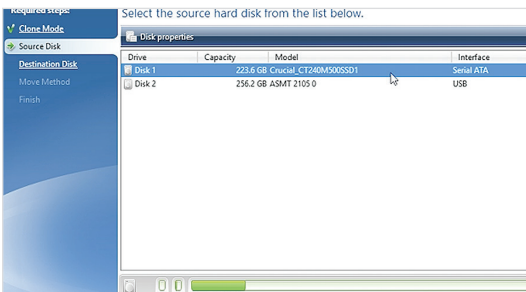 Required steps:
Select the source hard disk from the list below.
Clone Mode
Source Disk
Destination Disk
Move Method
Finish
Disk properties
Drive Capacity Model Interface
Disk 1 223.6 GB Crucial_CT240M500SSD1 Serial ATA
Disk 2 256.2 GB ASMT 2105 0 USB